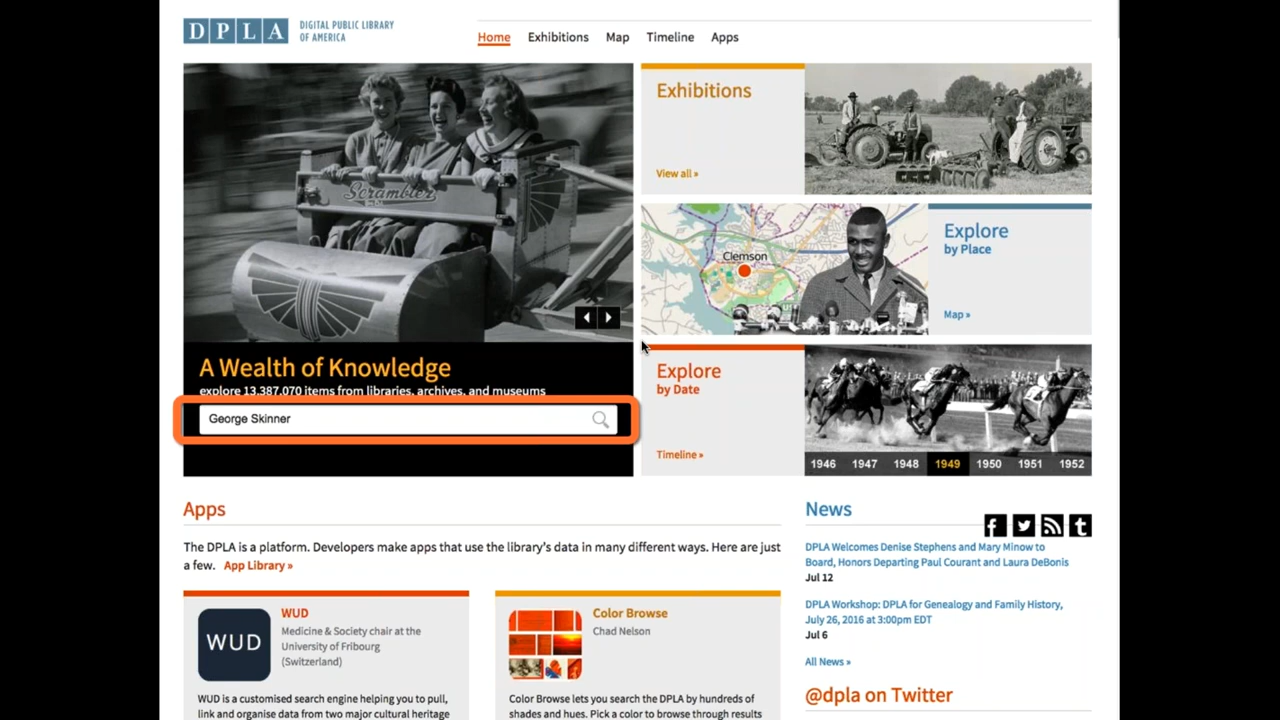 DPLA
DIGITAL PUBLIC LIBRARY
OF AMERICA
Home Exhibitions Map Timeline Apps
Scrambler
A Wealth of Knowledge
explore 13,387,070 items from libraries, archives, and museums
George Skinner
Exhibitions
View all »
Clemson
Explore
by Place
Map »
Explore
by Date
Timeline »
1946 1947 1948 1949 1950 1951 1952
Apps
The DPLA is a platform. Developers make apps that use the library's data in many different ways. Here are just
a few. App Library »
WUD
WUD
Medicine & Society chair at the
University of Fribourg
(Switzerland)
WUD is a customised search engine helping you to pull,
link and organise data from two major cultural heritage
Color Browse
Chad Nelson
Color Browse lets you search the DPLA by hundreds of
shades and hues. Pick a color to browse through results
News
DPLA Welcomes Denise Stephens and Mary Minow to
Board, Honors Departing Paul Courant and Laura DeBonis
Jul 12
DPLA Workshop: DPLA for Genealogy and Family History,
July 26, 2016 at 3:00pm EDT
Jul 6
All News »
@dpla on Twitter